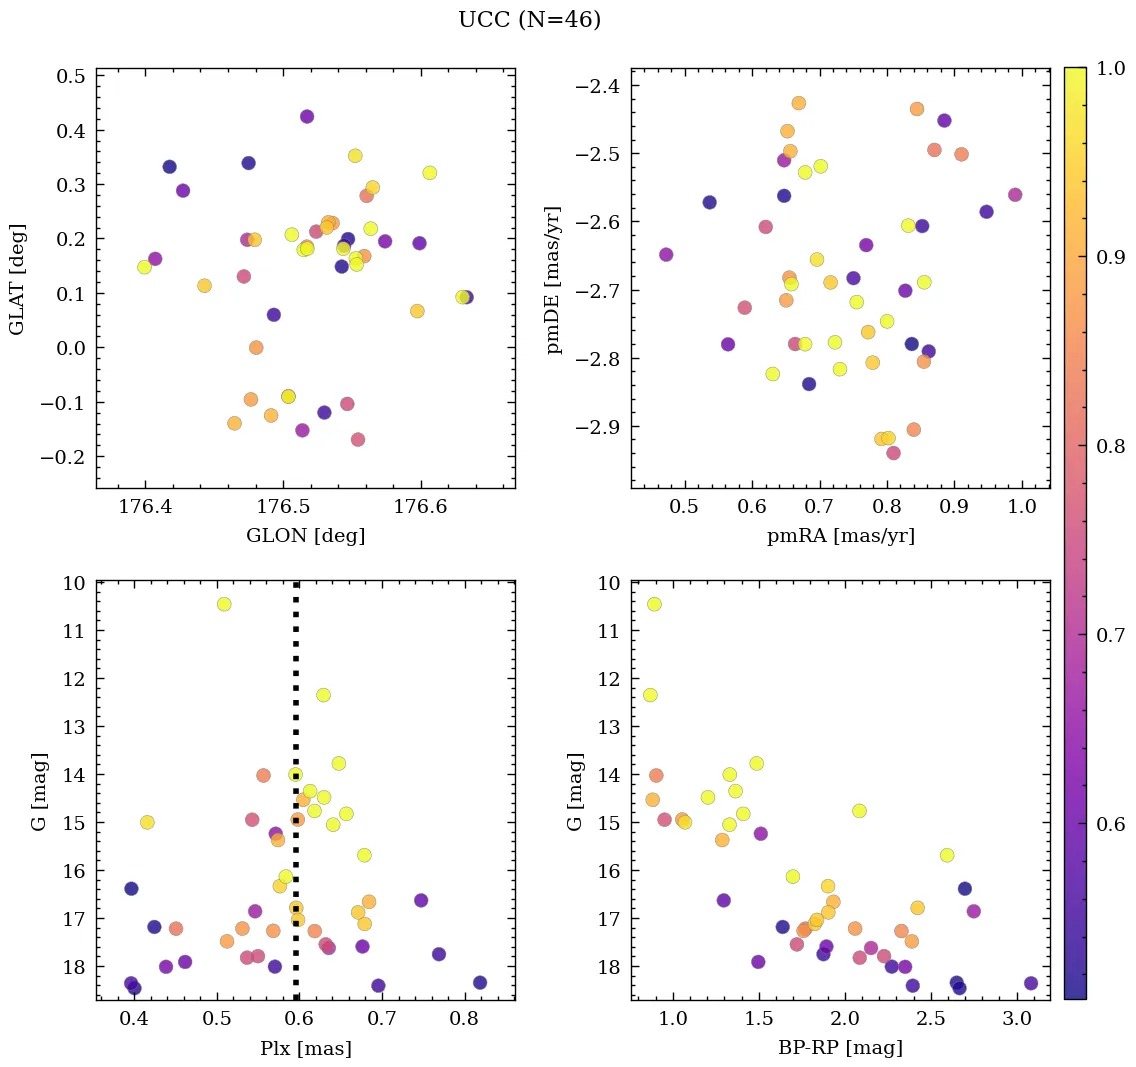 UCC (N=46)
0.5
0.4
0.3
0.2
0.1
0.0
−0.1
−0.2
GLAT [deg]
176.4 176.5 176.6
GLON [deg]
−2.4
−2.5
−2.6
−2.7
−2.8
−2.9
pmDE [mas/yr]
0.5 0.6 0.7 0.8 0.9 1.0
pmRA [mas/yr]
1.0
0.9
0.8
0.7
0.6
10
11
12
13
14
15
16
17
18
G [mag]
0.4 0.5 0.6 0.7 0.8
Plx [mas]
10
11
12
13
14
15
16
17
18
G [mag]
1.0 1.5 2.0 2.5 3.0
BP-RP [mag]